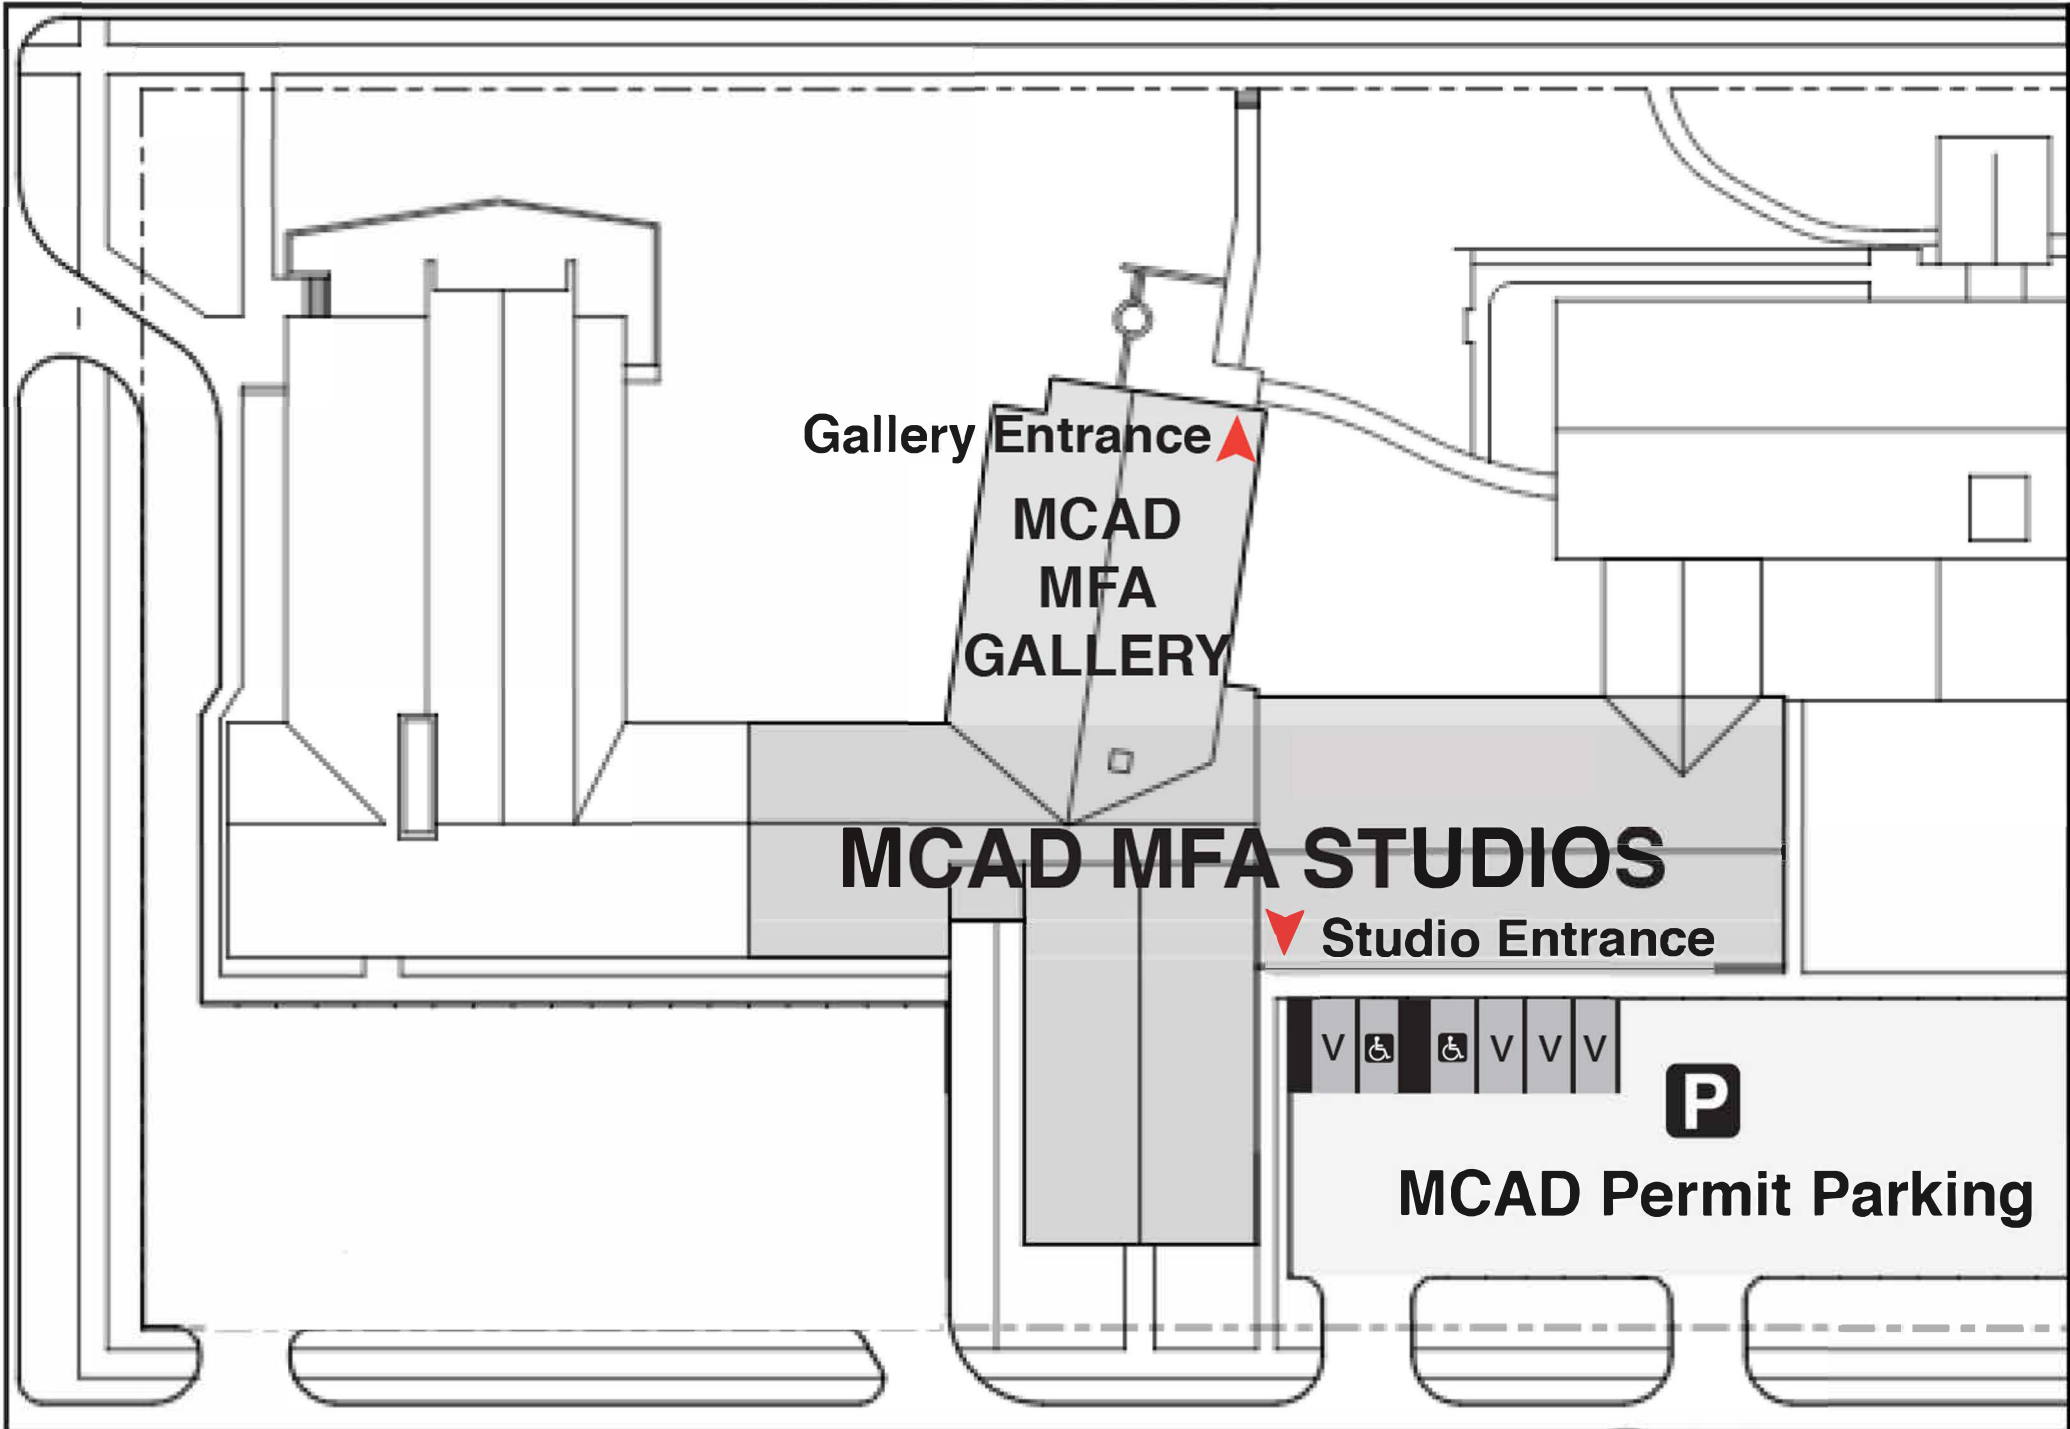 Gallery Entrance
MCAD
MFA
GALLERY
MCAD MFA STUDIOS
Studio Entrance
V V V V
P
MCAD Permit Parking